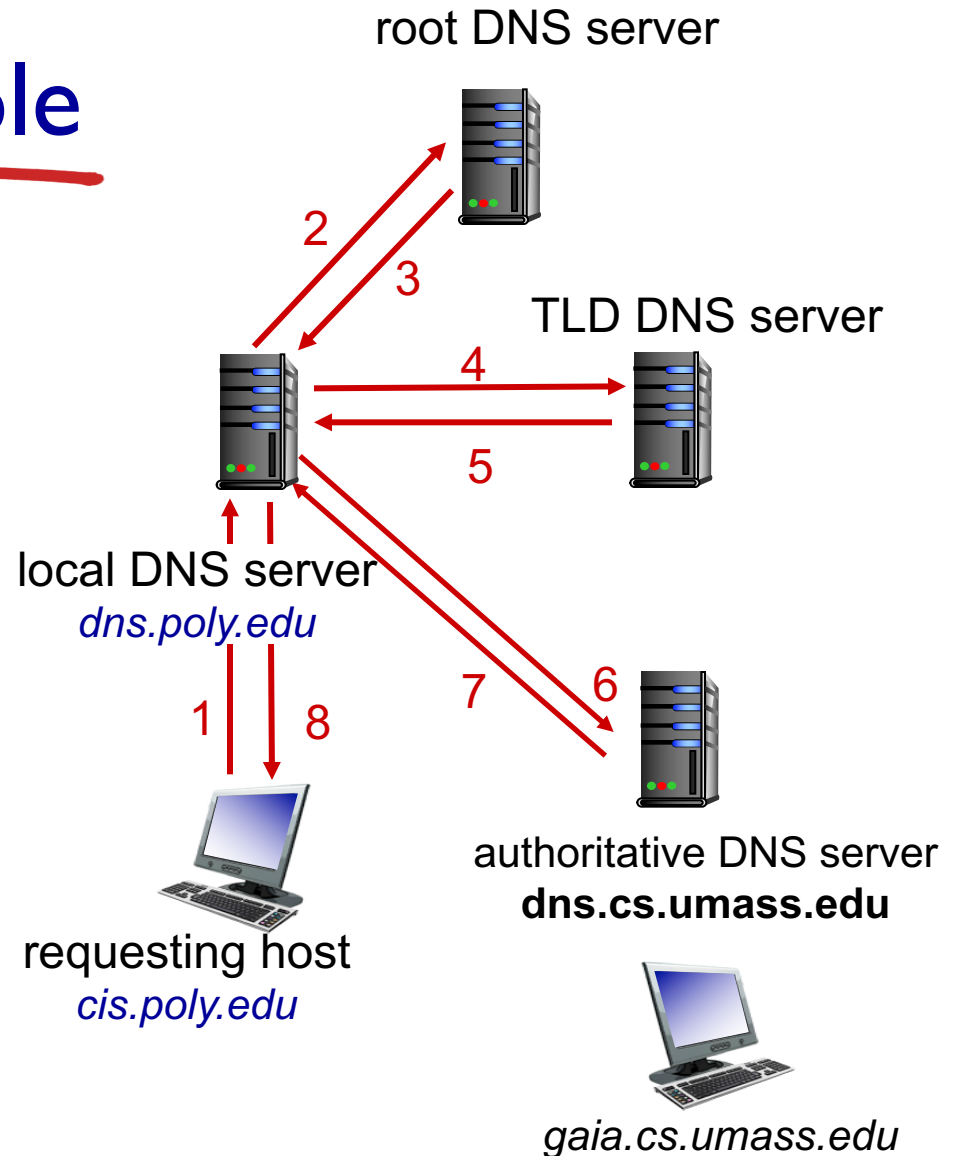 root DNS server
2
3
TLD DNS server
4
5
local DNS server
dns.poly.edu
1
8
7
6
requesting host
cis.poly.edu
authoritative DNS server
dns.cs.umass.edu
gaia.cs.umass.edu